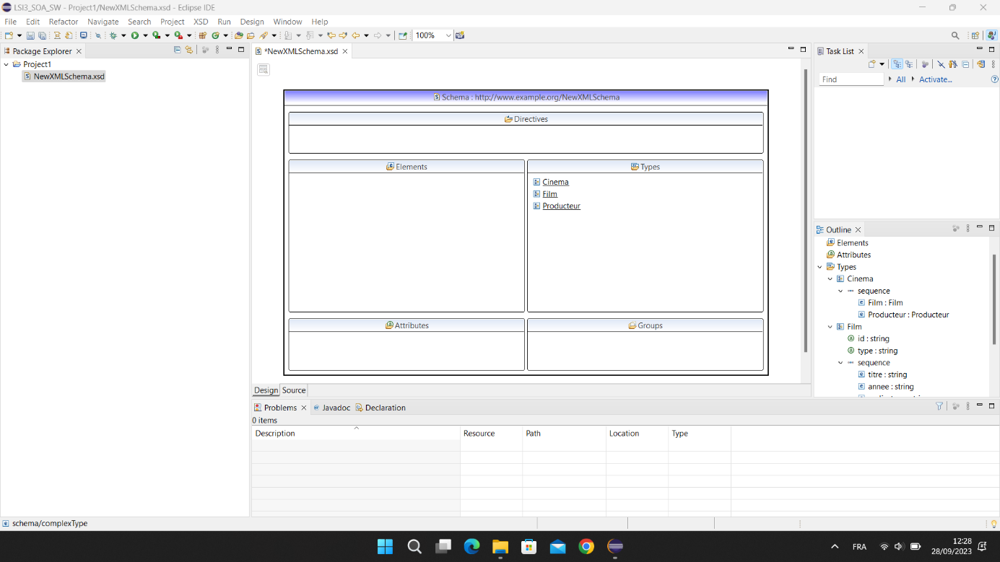 LSI3_SOA_SW - Project1/NewXMLSchema.xsd - Eclipse IDE
File Edit Refactor Navigate Search Project XSD Run Design Window Help
100%
Package Explorer
Project1
NewXMLSchema.xsd
*NewXMLSchema.xsd
Schema : http://www.example.org/NewXMLSchema
Directives
Elements
Types
Cinema
Film
Producteur
Attributes
Groups
Design Source
Task List
Find All Activate...
Outline
Elements
Attributes
Types
Cinema
sequence
Film : Film
Producteur : Producteur
Film
id : string
type : string
sequence
titre : string
annee : string
Problems Javadoc Declaration
0 items
Description Resource Path Location Type
schema/complexType
FRA
12:28
28/09/2023